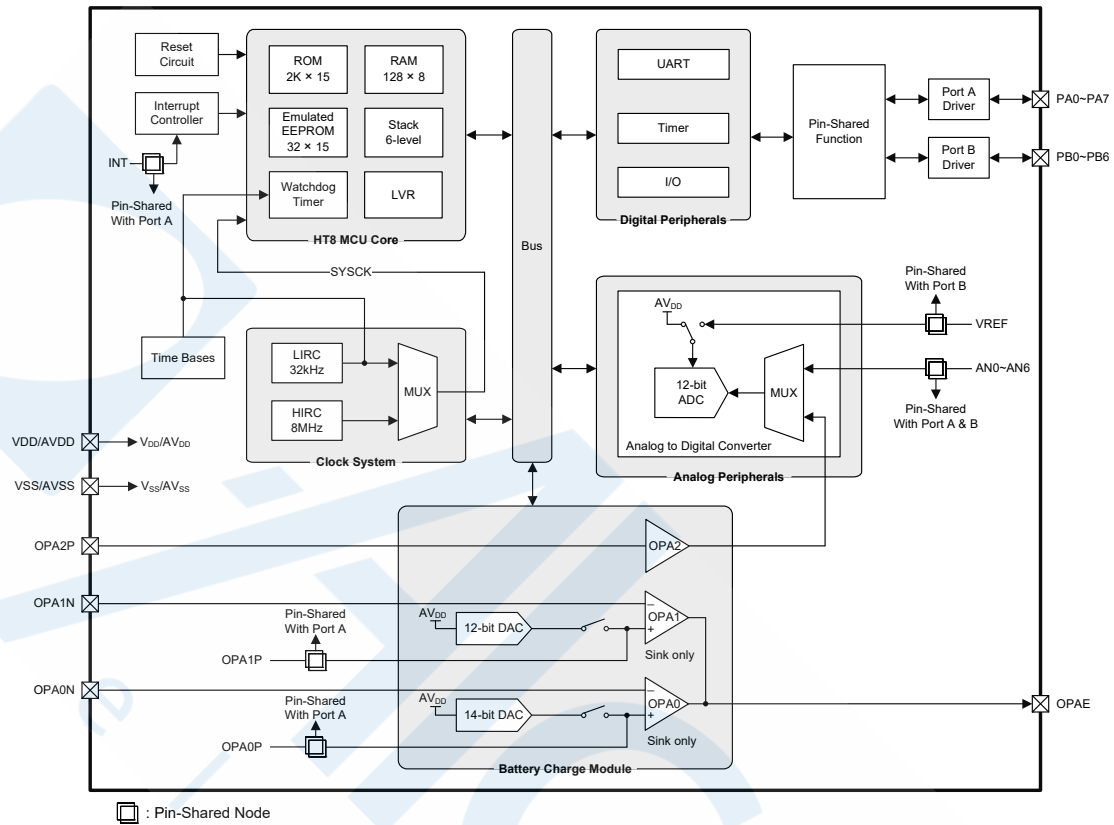 Reset
Circuit
Interrupt
Controller
INT
Pin-Shared
With Port A
ROM
2K × 15
RAM
128 × 8
Emulated
EEPROM
32 × 15
Stack
6-level
Watchdog
Timer
LVR
HT8 MCU Core
SYSCK
Time Bases
LIRC
32kHz
HIRC
8MHz
MUX
Clock System
Bus
UART
Timer
I/O
Digital Peripherals
Pin-Shared
Function
Port A
Driver
Port B
Driver
PA0~PA7
PB0~PB6
AVDD
12-bit
ADC
MUX
Analog to Digital Converter
Analog Peripherals
Pin-Shared
With Port B
VREF
AN0~AN6
Pin-Shared
With Port A & B
VDD/AVDD
VDD/AVDD
VSS/AVSS
VSS/AVSS
OPA2P
OPA2
OPA1N
Pin-Shared
With Port A
OPA1P
AVDD
12-bit DAC
–
OPA1
+
Sink only
OPA0N
Pin-Shared
With Port A
OPA0P
AVDD
14-bit DAC
–
OPA0
+
Sink only
OPAE
Battery Charge Module
: Pin-Shared Node